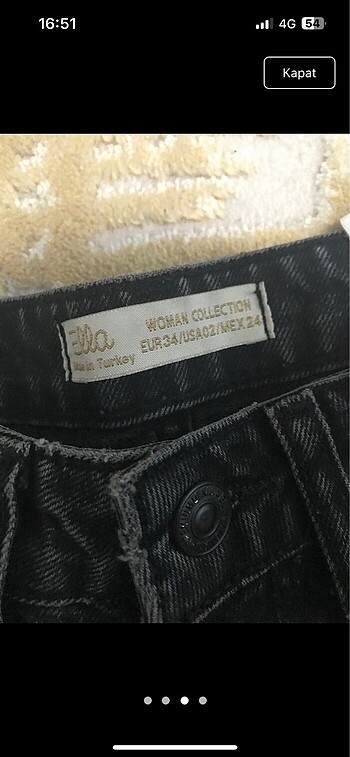 16:51
4G 54
Kapat
Ella
Made in Turkey
WOMAN COLLECTION
EUR34/USA02/MEX24